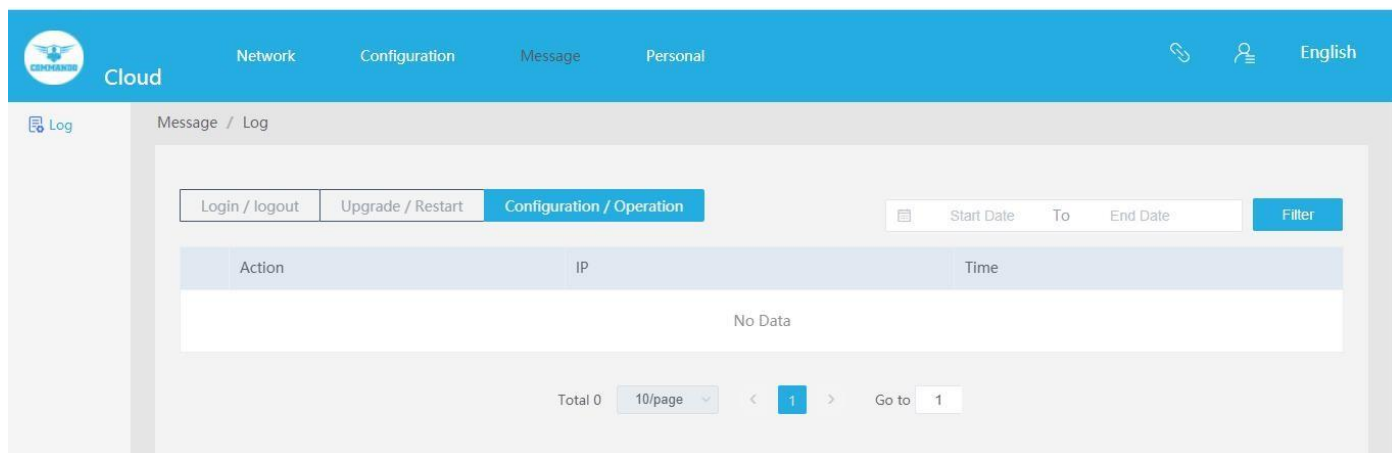 COMMANDO
Cloud
Network Configuration Message Personal English
Log
Message / Log
Login / logout Upgrade / Restart Configuration / Operation Start Date To End Date Filter
Action IP Time
No Data
Total 0 10/page < 1 > Go to 1